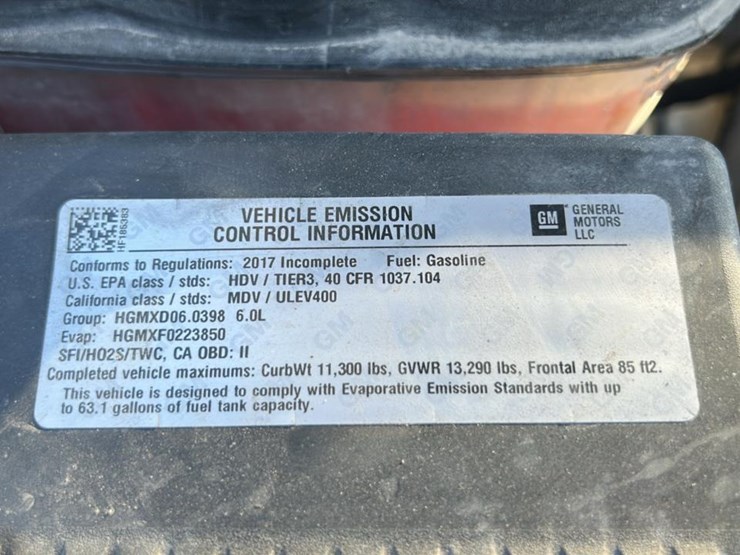 HF186383
VEHICLE EMISSION
CONTROL INFORMATION
GM
GENERAL
MOTORS
LLC
Conforms to Regulations: 2017 Incomplete Fuel: Gasoline
U.S. EPA class / stds: HDV / TIER3, 40 CFR 1037.104
California class / stds: MDV / ULEV400
Group: HGMXD06.0398 6.0L
Evap: HGMXF0223850
SFI/HO2S/TWC, CA OBD: II
Completed vehicle maximums: CurbWt 11,300 lbs, GVWR 13,290 lbs, Frontal Area 85 ft2.
This vehicle is designed to comply with Evaporative Emission Standards with up
to 63.1 gallons of fuel tank capacity.